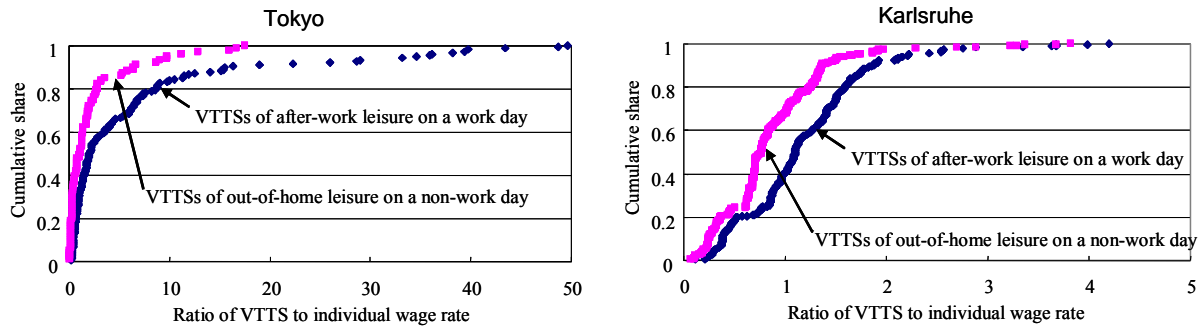 Tokyo
1
0.8
0.6
0.4
0.2
0
Cumulative share
VTTSs of after-work leisure on a work day
VTTSs of out-of-home leisure on a non-work day
0 10 20 30 40 50
Ratio of VTTS to individual wage rate
Karlsruhe
1
0.8
0.6
0.4
0.2
0
Cumulative share
VTTSs of after-work leisure on a work day
VTTSs of out-of-home leisure on a non-work day
0 1 2 3 4 5
Ratio of VTTS to individual wage rate